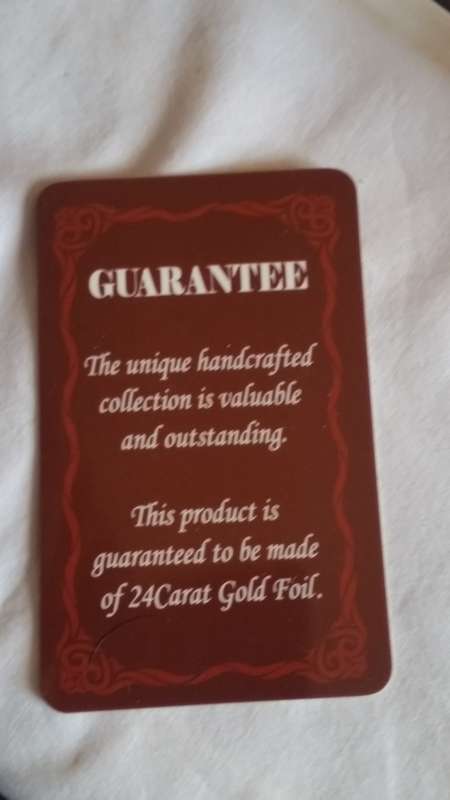 GUARANTEE
The unique handcrafted
collection is valuable
and outstanding.
This product is
guaranteed to be made
of 24Carat Gold Foil.